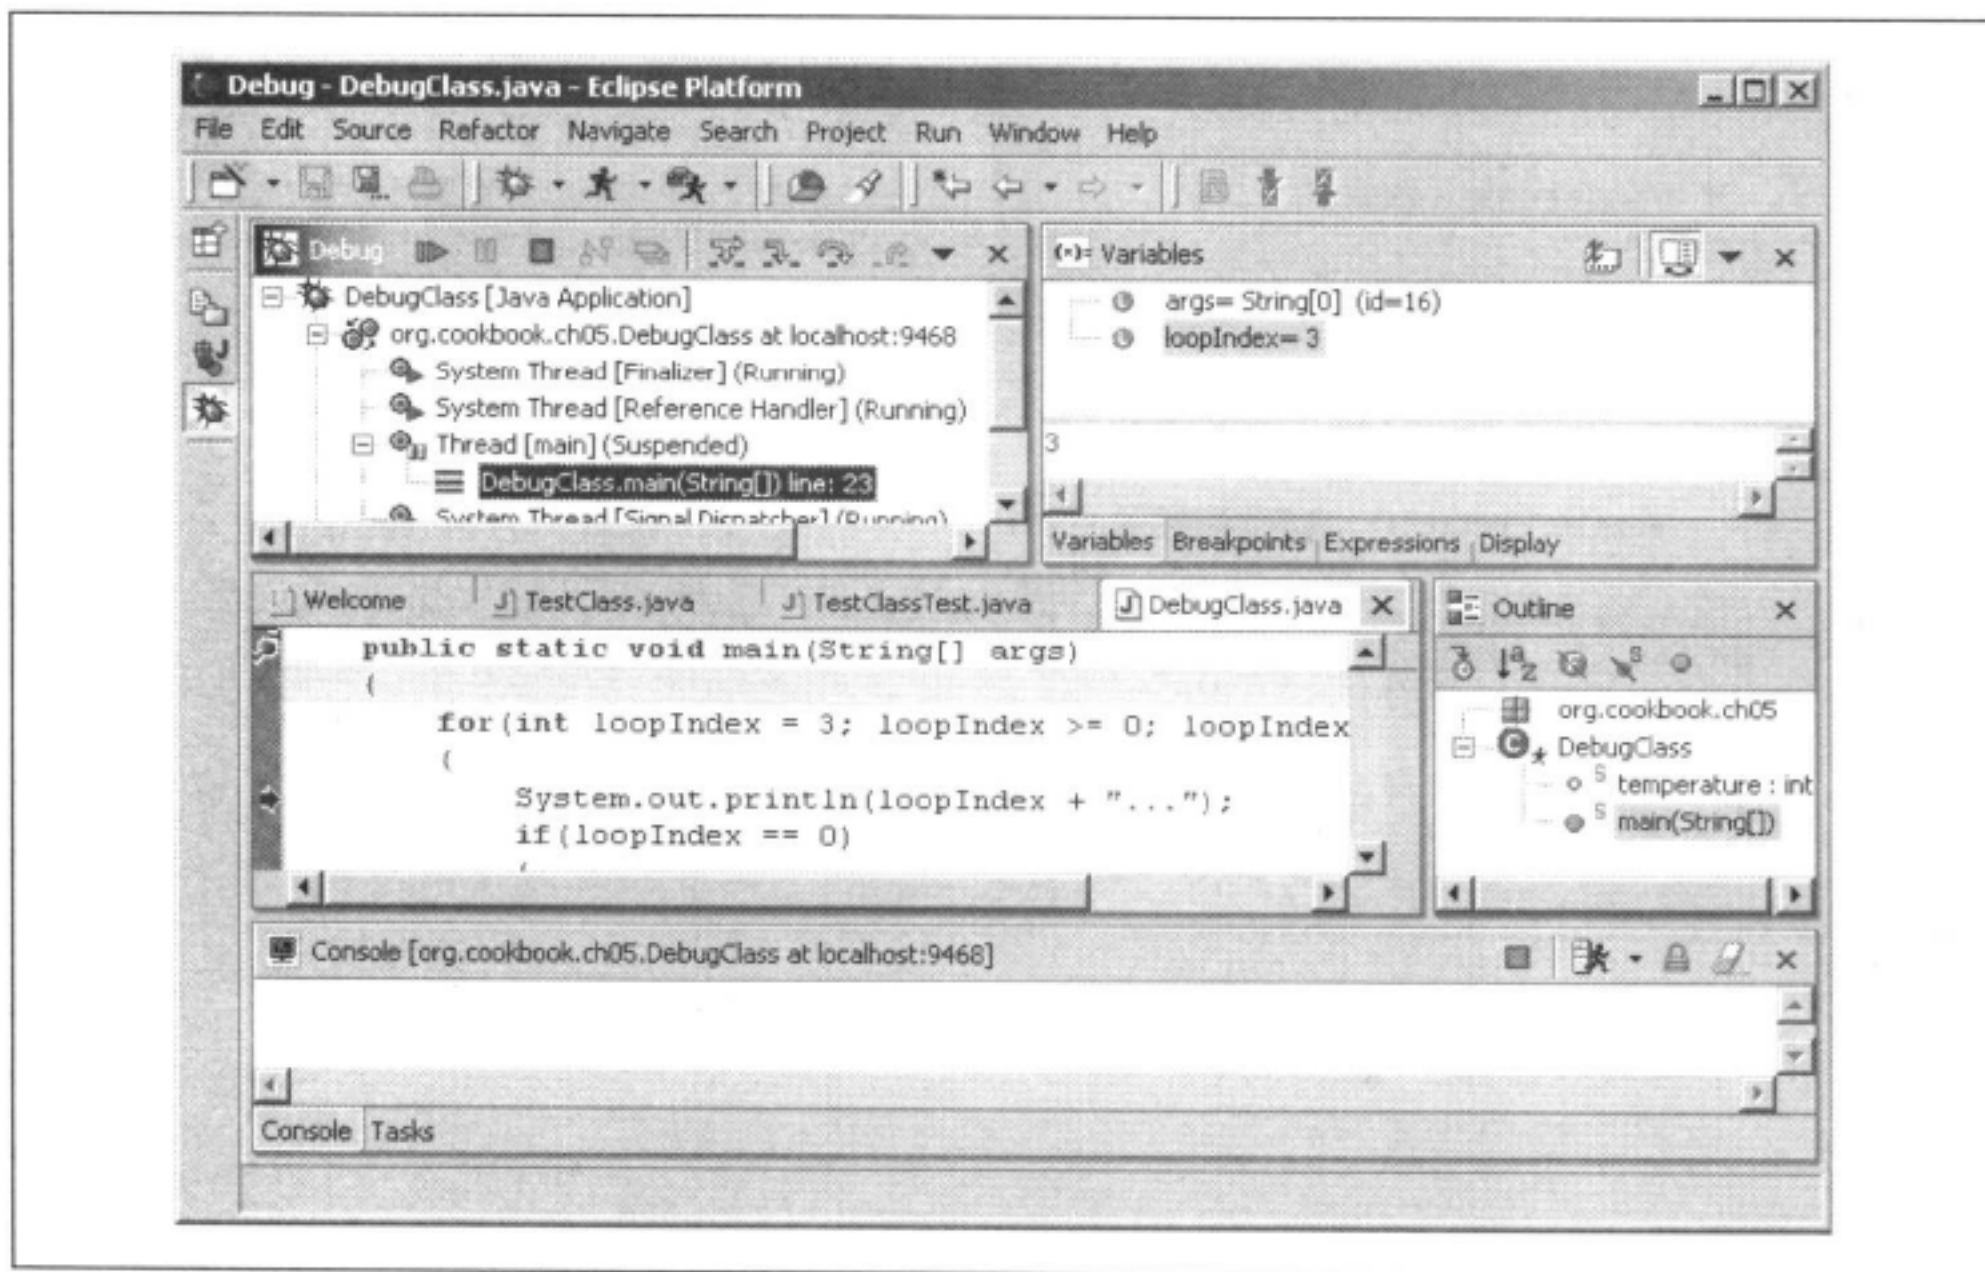 Debug - DebugClass.java - Eclipse Platform
File Edit Source Refactor Navigate Search Project Run Window Help
Debug
DebugClass [Java Application]
org.cookbook.ch05.DebugClass at localhost:9468
System Thread [Finalizer] (Running)
System Thread [Reference Handler] (Running)
Thread [main] (Suspended)
DebugClass.main(String[]) line: 23
System Thread [Signal Dispatcher] (Running)
(x)= Variables
args= String[0] (id=16)
loopIndex= 3
3
Variables Breakpoints Expressions Display
Welcome TestClass.java TestClassTest.java DebugClass.java
public static void main(String[] args)
{
for(int loopIndex = 3; loopIndex >= 0; loopIndex
{
System.out.println(loopIndex + "...");
if(loopIndex == 0)
{
Outline
org.cookbook.ch05
DebugClass
temperature : int
main(String[])
Console [org.cookbook.ch05.DebugClass at localhost:9468]
Console Tasks